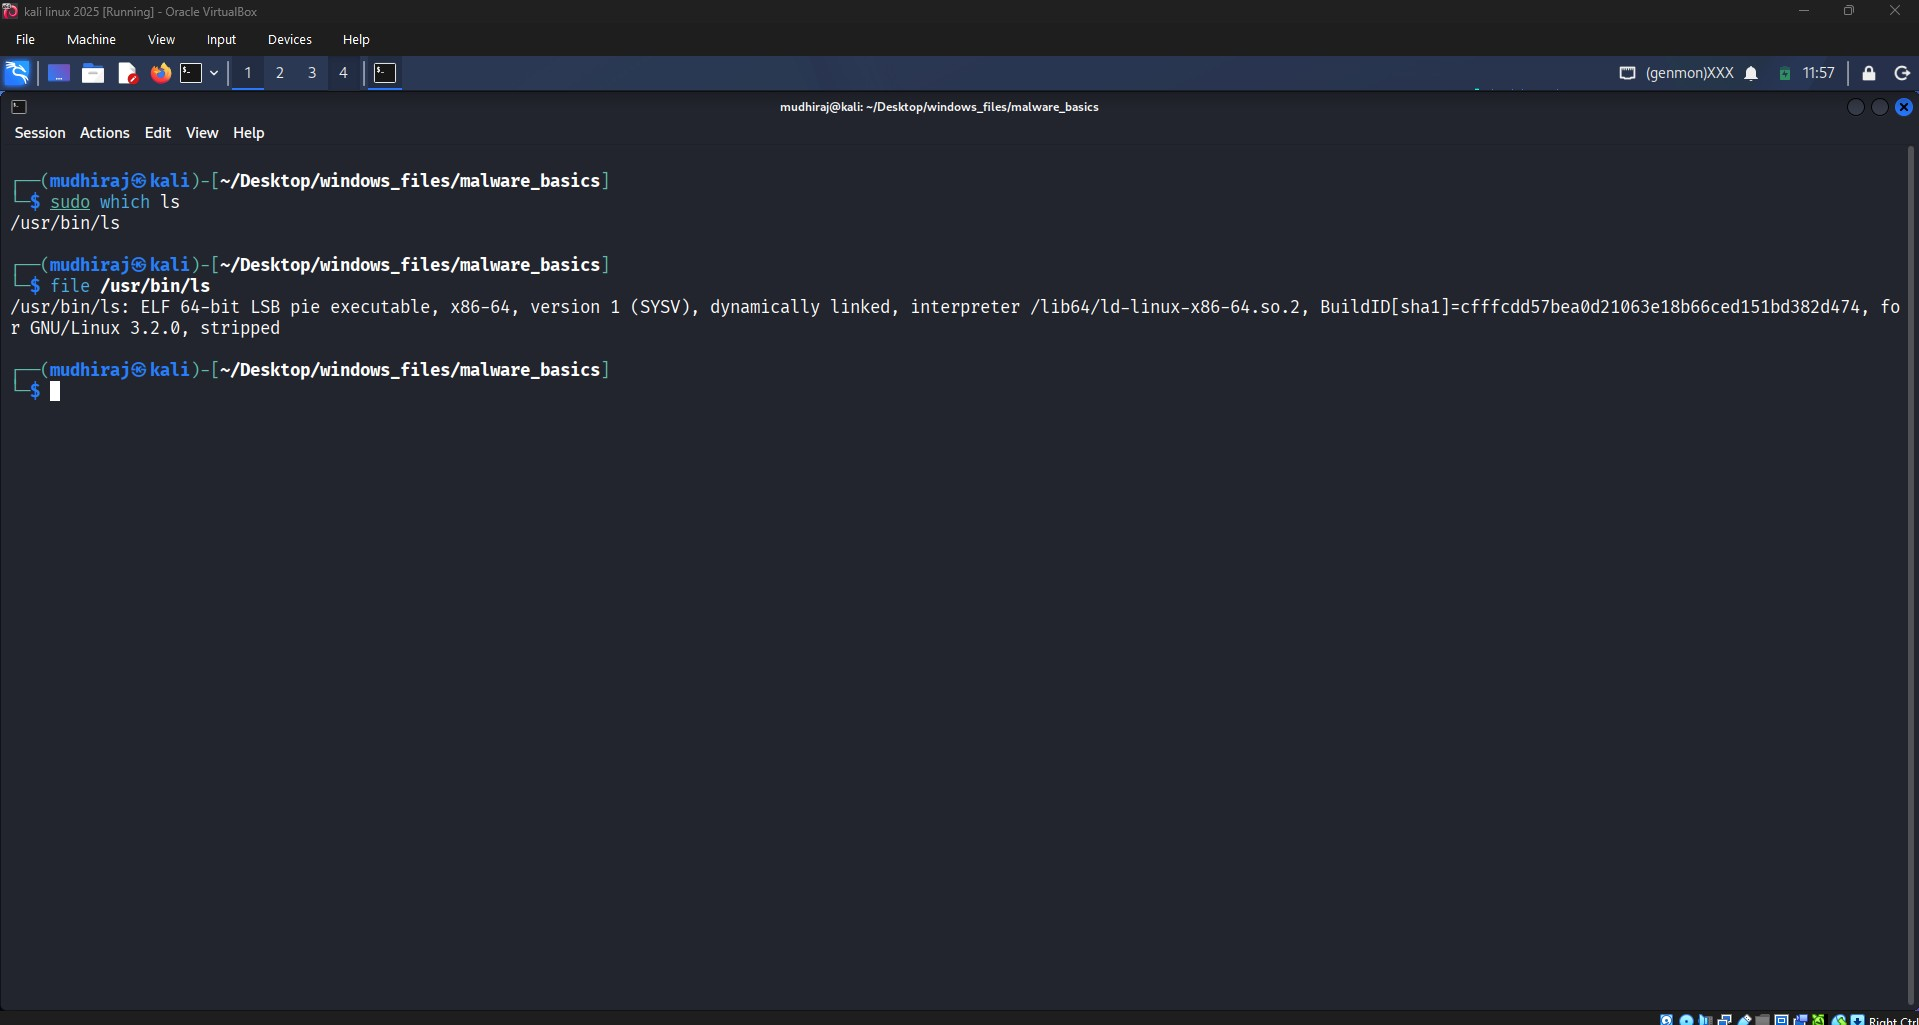 kali linux 2025 [Running] - Oracle VirtualBox
File Machine View Input Devices Help
1 2 3 4 (genmon)XXX 11:57
mudhiraj@kali: ~/Desktop/windows_files/malware_basics
Session Actions Edit View Help
┌──(mudhiraj㉿kali)-[~/Desktop/windows_files/malware_basics]
└─$ sudo which ls
/usr/bin/ls
┌──(mudhiraj㉿kali)-[~/Desktop/windows_files/malware_basics]
└─$ file /usr/bin/ls
/usr/bin/ls: ELF 64-bit LSB pie executable, x86-64, version 1 (SYSV), dynamically linked, interpreter /lib64/ld-linux-x86-64.so.2, BuildID[sha1]=cfffcdd57bea0d21063e18b66ced151bd382d474, fo
r GNU/Linux 3.2.0, stripped
┌──(mudhiraj㉿kali)-[~/Desktop/windows_files/malware_basics]
└─$
Right Ctrl